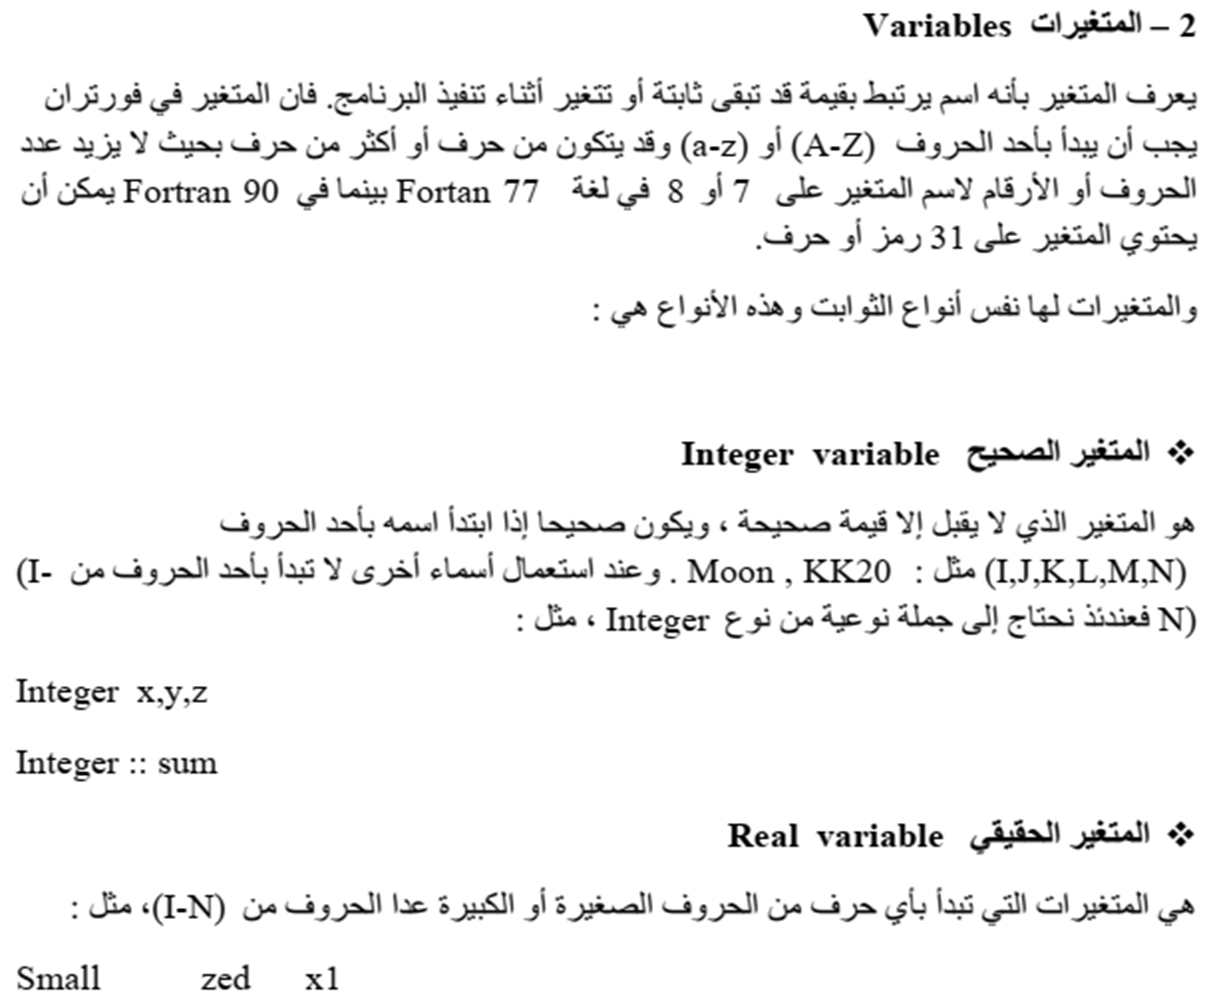 2 – المتغيرات Variables
يعرف المتغير بأنه اسم يرتبط بقيمة قد تبقى ثابتة أو تتغير أثناء تنفيذ البرنامج. فان المتغير في فورتران
يجب أن يبدأ بأحد الحروف (A-Z) أو (a-z) وقد يتكون من حرف أو أكثر من حرف بحيث لا يزيد عدد
الحروف أو الأرقام لاسم المتغير على 7 أو 8 في لغة Fortan 77 بينما في Fortran 90 يمكن أن
يحتوي المتغير على 31 رمز أو حرف.
والمتغيرات لها نفس أنواع الثوابت وهذه الأنواع هي :
❖ المتغير الصحيح Integer variable
هو المتغير الذي لا يقبل إلا قيمة صحيحة ، ويكون صحيحا إذا ابتدأ اسمه بأحد الحروف
(I,J,K,L,M,N) مثل : Moon , KK20 . وعند استعمال أسماء أخرى لا تبدأ بأحد الحروف من (I-
N) فعندئذ نحتاج إلى جملة نوعية من نوع Integer ، مثل :
Integer x,y,z
Integer :: sum
❖ المتغير الحقيقي Real variable
هي المتغيرات التي تبدأ بأي حرف من الحروف الصغيرة أو الكبيرة عدا الحروف من (I-N)، مثل :
Small zed x1